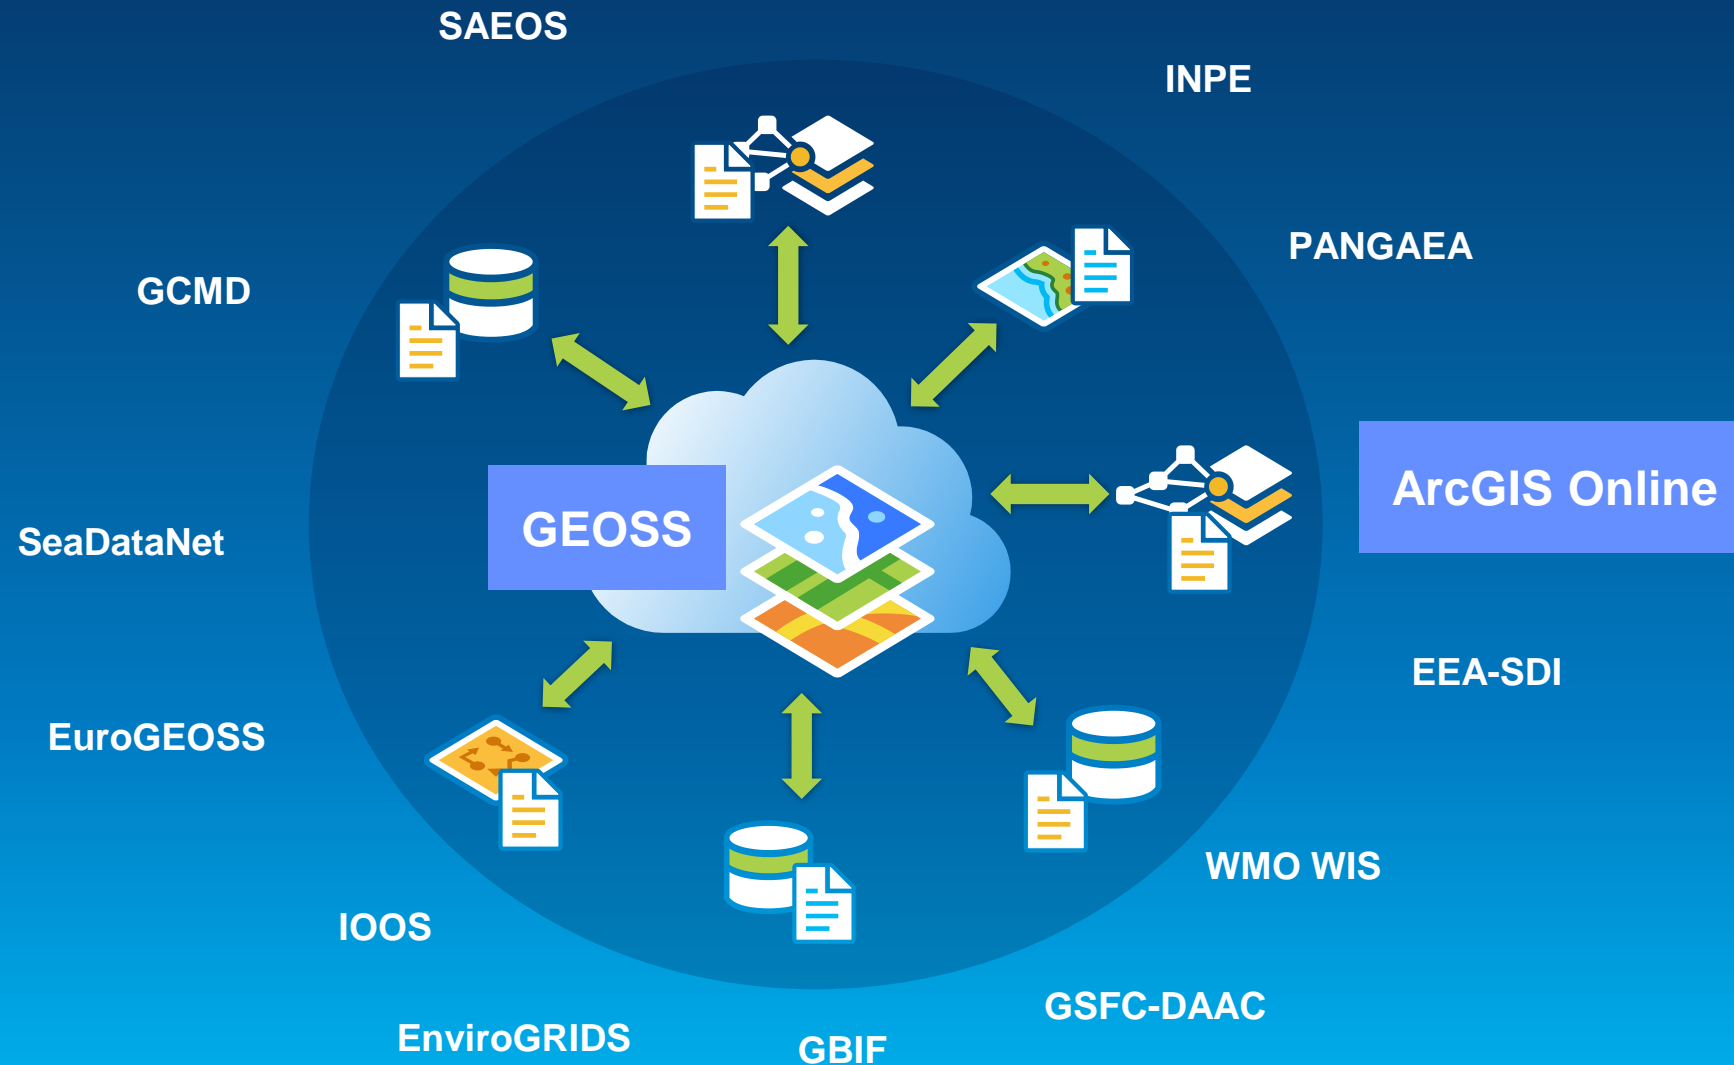 SAEOS
INPE
PANGAEA
GCMD
ArcGIS Online
GEOSS
SeaDataNet
EEA-SDI
EuroGEOSS
WMO WIS
IOOS
GSFC-DAAC
EnviroGRIDS
GBIF